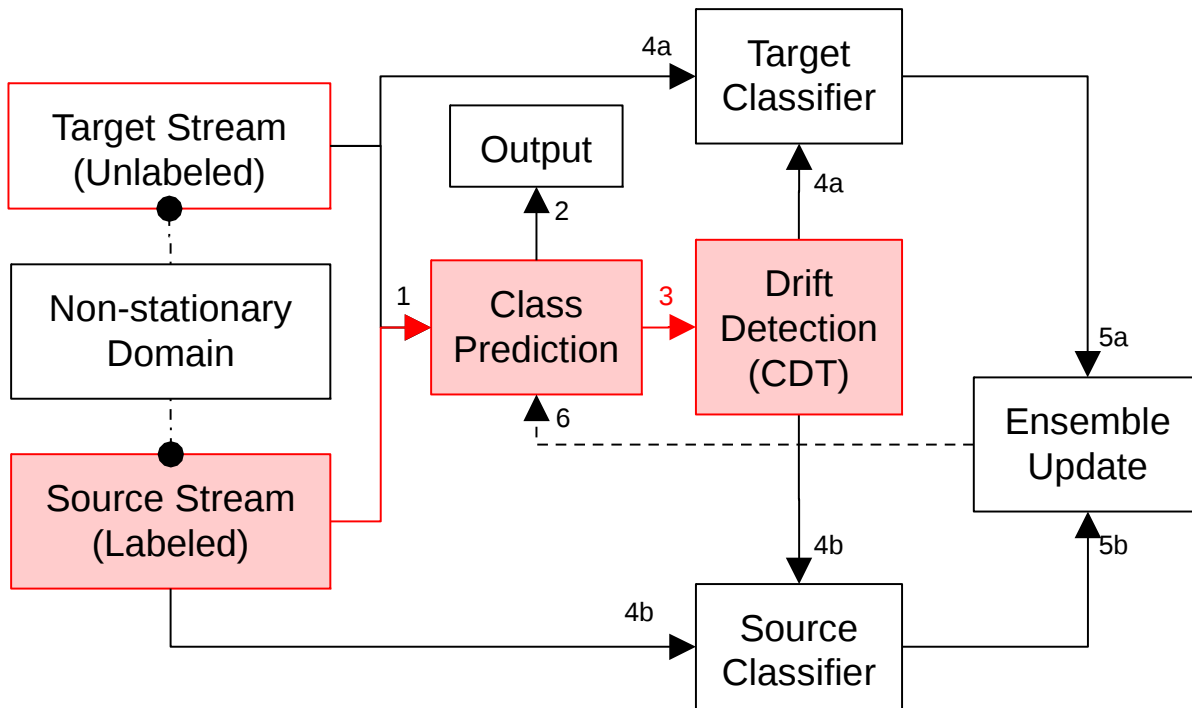 4a
Target
Classifier
Target Stream
(Unlabeled)
Output
4a
2
Non-stationary
Domain
1
Class
Prediction
3
Drift
Detection
(CDT)
5a
6
Ensemble
Update
Source Stream
(Labeled)
4b
5b
4b
Source
Classifier